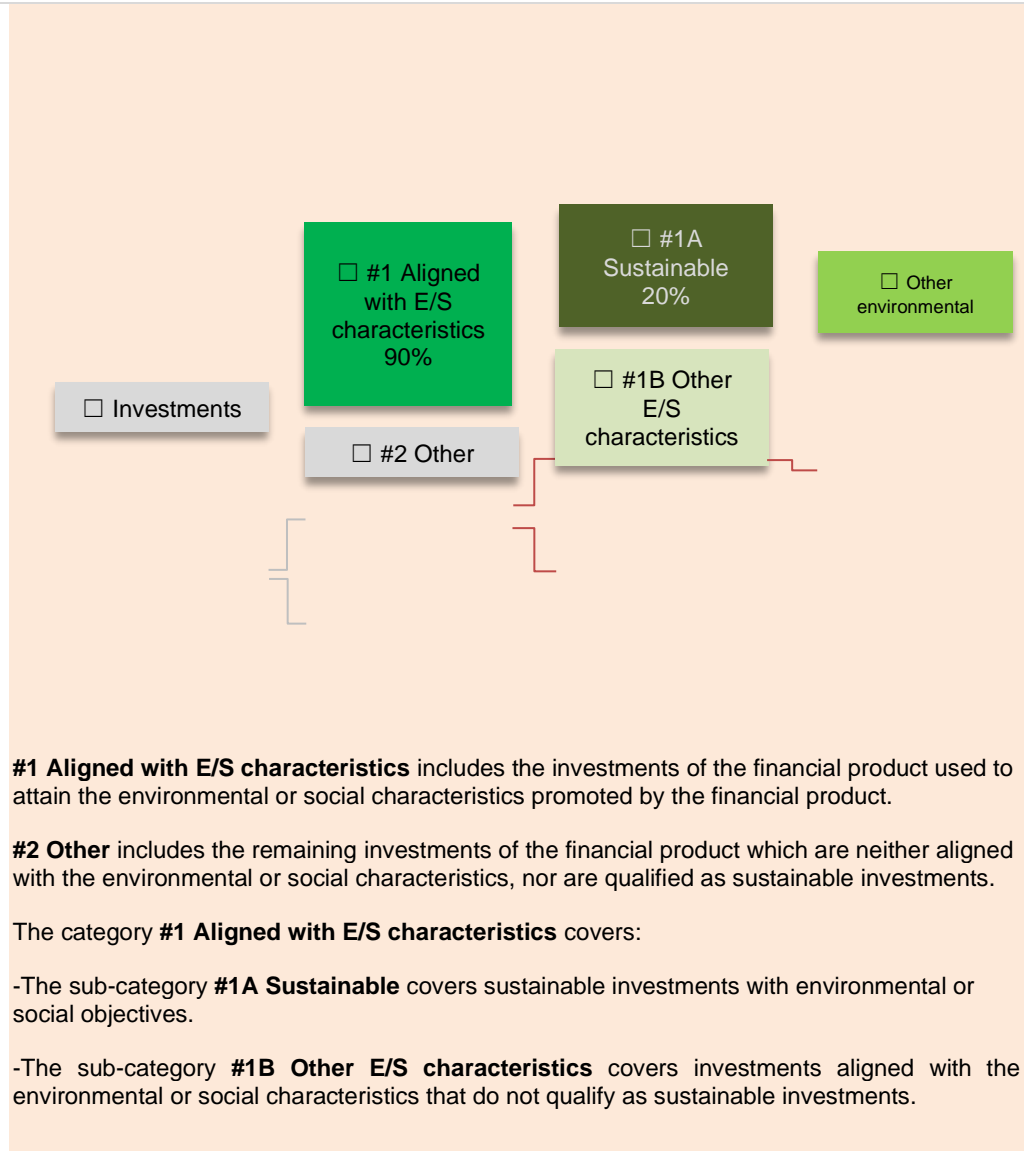 ☐ Investments
☐ #1 Aligned
with E/S
characteristics
90%
☐ #2 Other
☐ #1A
Sustainable
20%
☐ #1B Other
E/S
characteristics
☐ Other
environmental
#1 Aligned with E/S characteristics includes the investments of the financial product used to
attain the environmental or social characteristics promoted by the financial product.
#2 Other includes the remaining investments of the financial product which are neither aligned
with the environmental or social characteristics, nor are qualified as sustainable investments.
The category #1 Aligned with E/S characteristics covers:
-The sub-category #1A Sustainable covers sustainable investments with environmental or
social objectives.
-The sub-category #1B Other E/S characteristics covers investments aligned with the
environmental or social characteristics that do not qualify as sustainable investments.